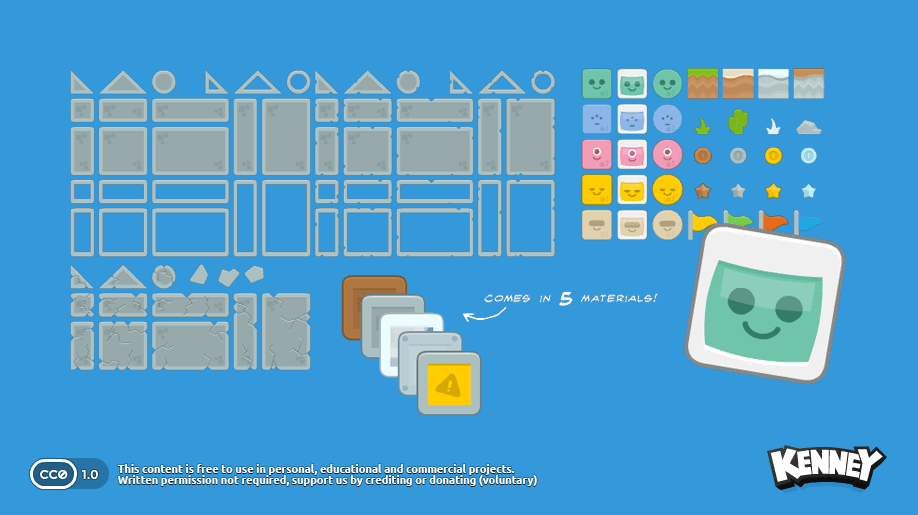 COMES IN 5 MATERIALS!
CC0 1.0
This content is free to use in personal, educational and commercial projects.
Written permission not required, support us by crediting or donating (voluntary)
KENNEY